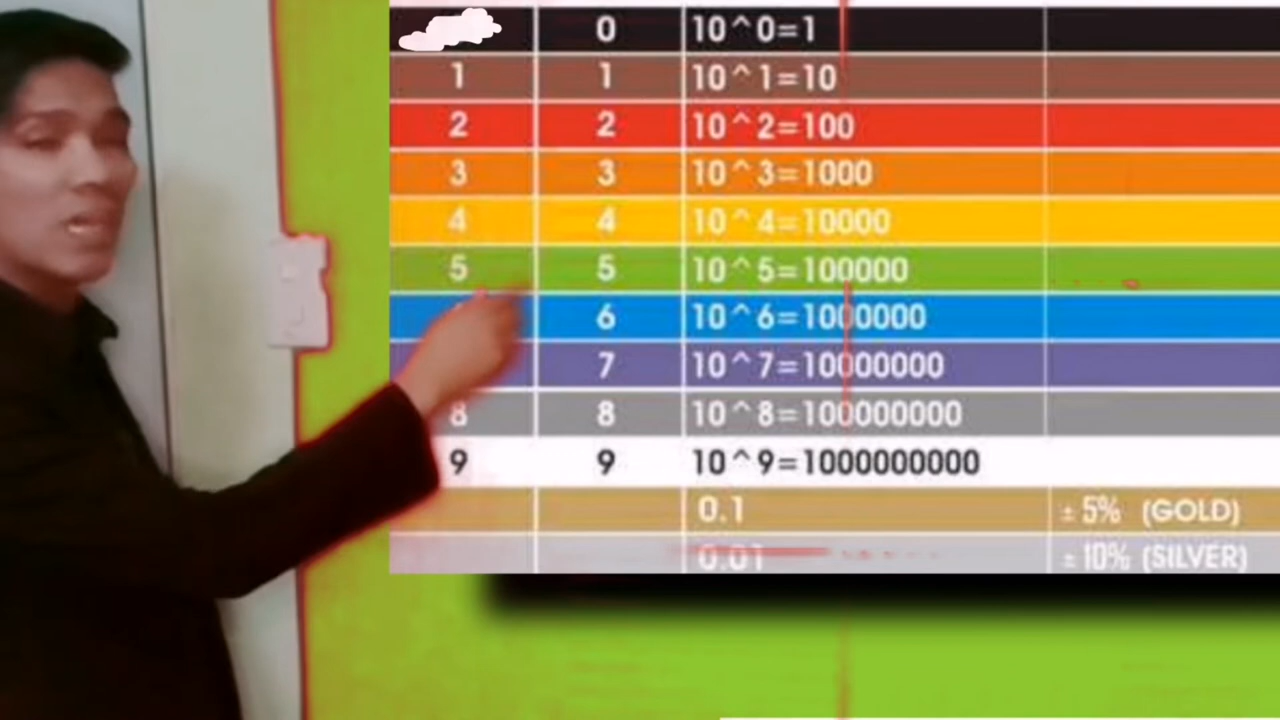 0 10^0=1
1 1 10^1=10
2 2 10^2=100
3 3 10^3=1000
4 4 10^4=10000
5 5 10^5=100000
6 10^6=1000000
7 10^7=10000000
8 8 10^8=100000000
9 9 10^9=1000000000
0.1 ± 5% (GOLD)
0.01 ± 10% (SILVER)